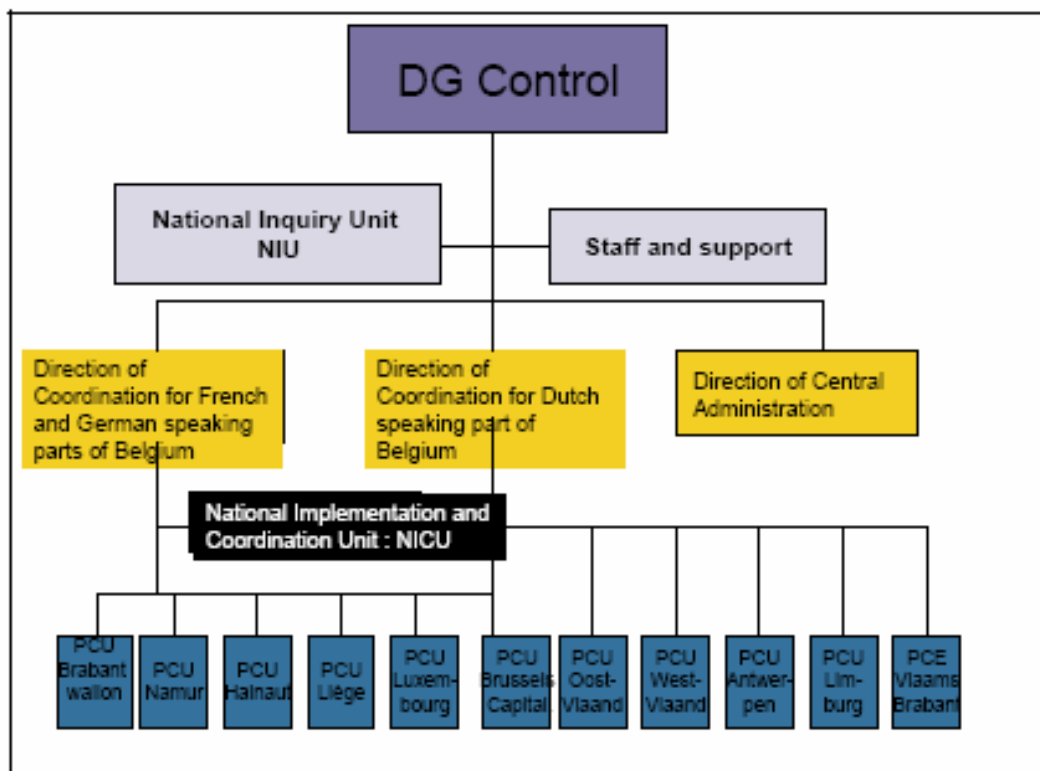 DG Control
National Inquiry Unit
NIU
Staff and support
Direction of
Coordination for French
and German speaking
parts of Belgium
Direction of
Coordination for Dutch
speaking part of
Belgium
Direction of Central
Administration
National Implementation and
Coordination Unit : NICU
PCU
Brabant
wallon
PCU
Namur
PCU
Hainaut
PCU
Liège
PCU
Luxem-
bourg
PCU
Brussels
Capital
PCU
Oost-
Vlaand
PCU
West-
Vlaand
PCU
Antwer-
pen
PCU
Lim-
burg
PCE
Vlaams
Brabant